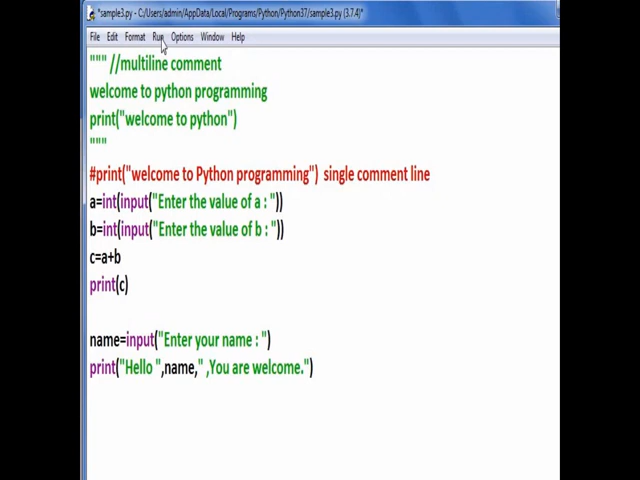 *sample3.py - C:/Users/admin/AppData/Local/Programs/Python/Python37/sample3.py (3.7.4)*
File Edit Format Run Options Window Help
""" //multiline comment
welcome to python programming
print("welcome to python")
"""
#print("welcome to Python programming") single comment line
a=int(input("Enter the value of a : "))
b=int(input("Enter the value of b : "))
c=a+b
print(c)
name=input("Enter your name : ")
print("Hello ",name," ,You are welcome.")